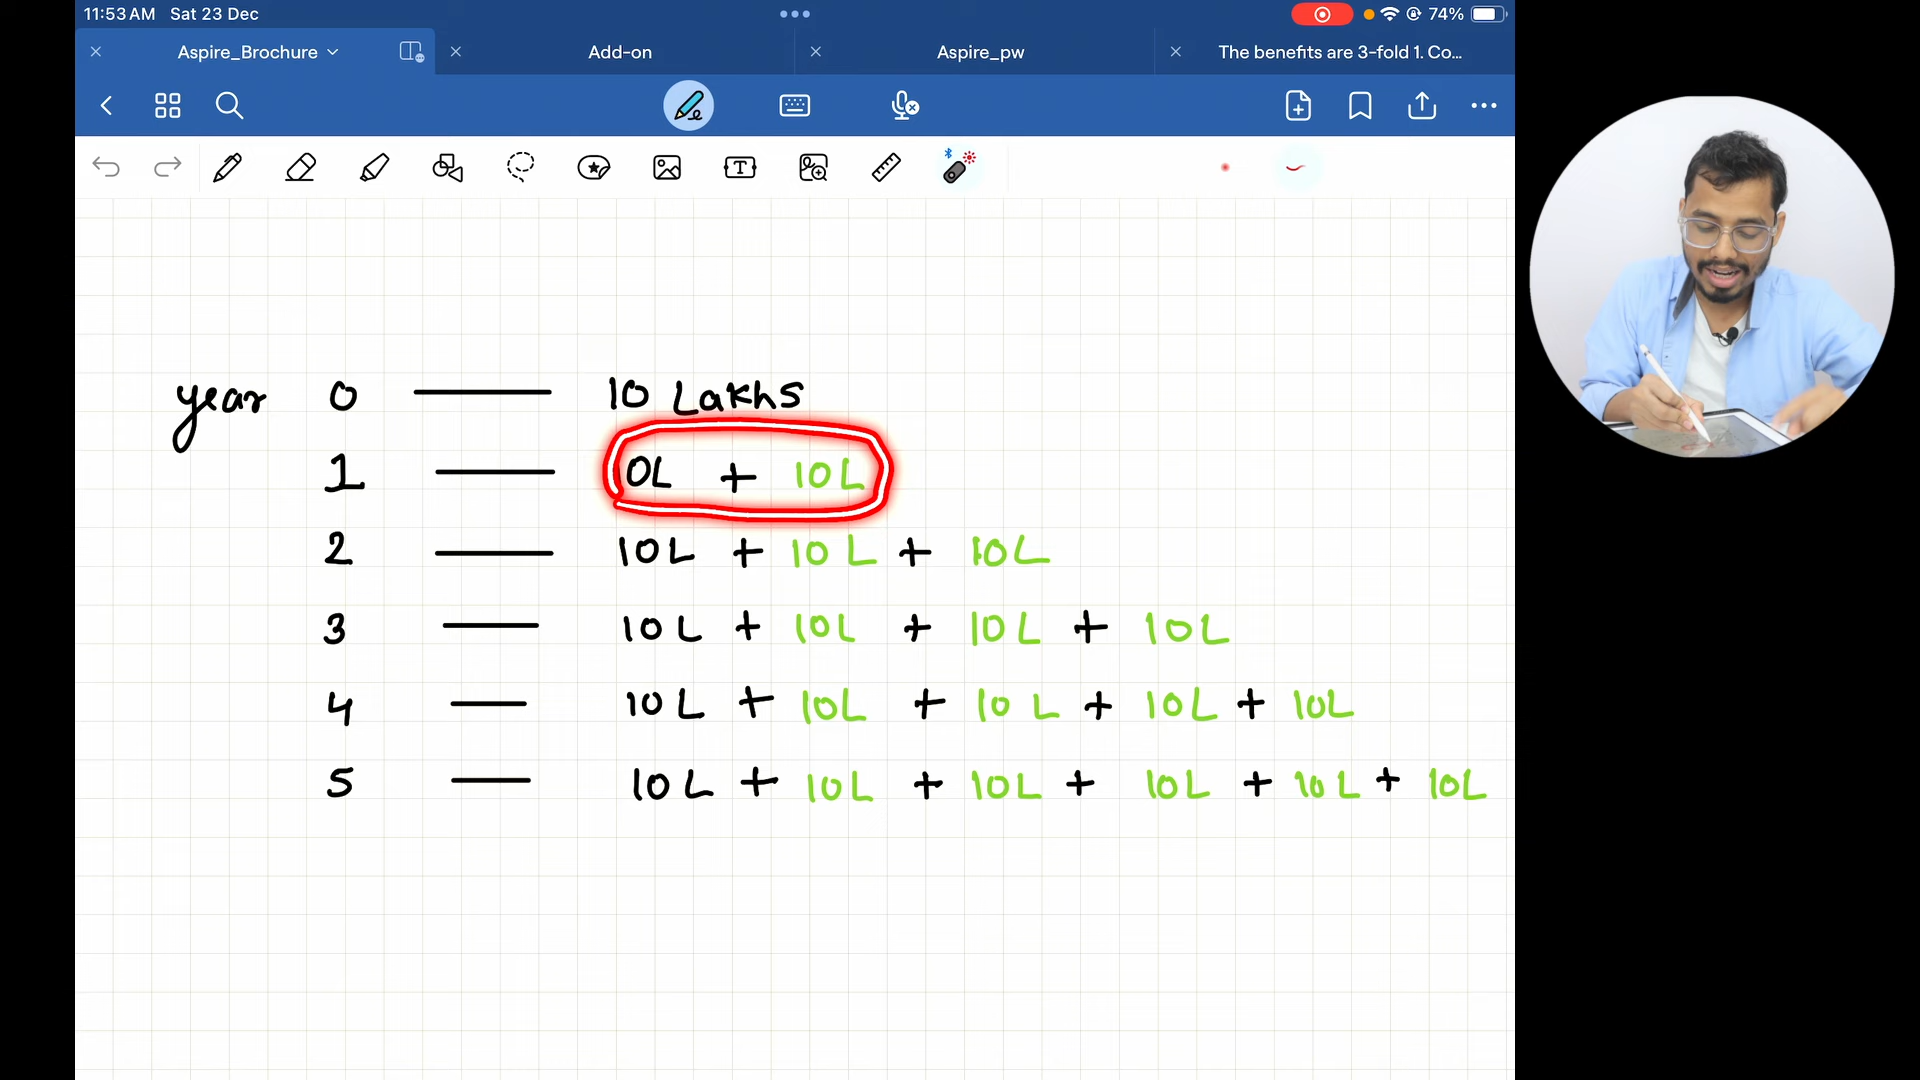 11:53 AM Sat 23 Dec 74%
Aspire_Brochure Add-on Aspire_pw The benefits are 3-fold 1. Co...
year 0 — 10 Lakhs
1 — 0L + 10L
2 — 10L + 10L + 10L
3 — 10L + 10L + 10L + 10L
4 — 10L + 10L + 10L + 10L + 10L
5 — 10L + 10L + 10L + 10L + 10L + 10L